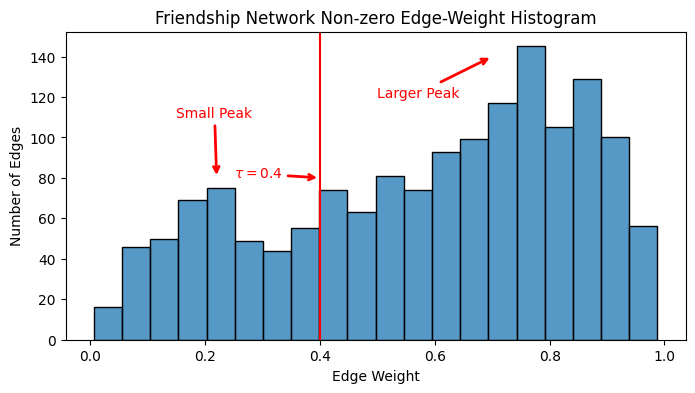 Friendship Network Non-zero Edge-Weight Histogram
Number of Edges
140
120
100
80
60
40
20
0
Small Peak
τ = 0.4
Larger Peak
0.0 0.2 0.4 0.6 0.8 1.0
Edge Weight